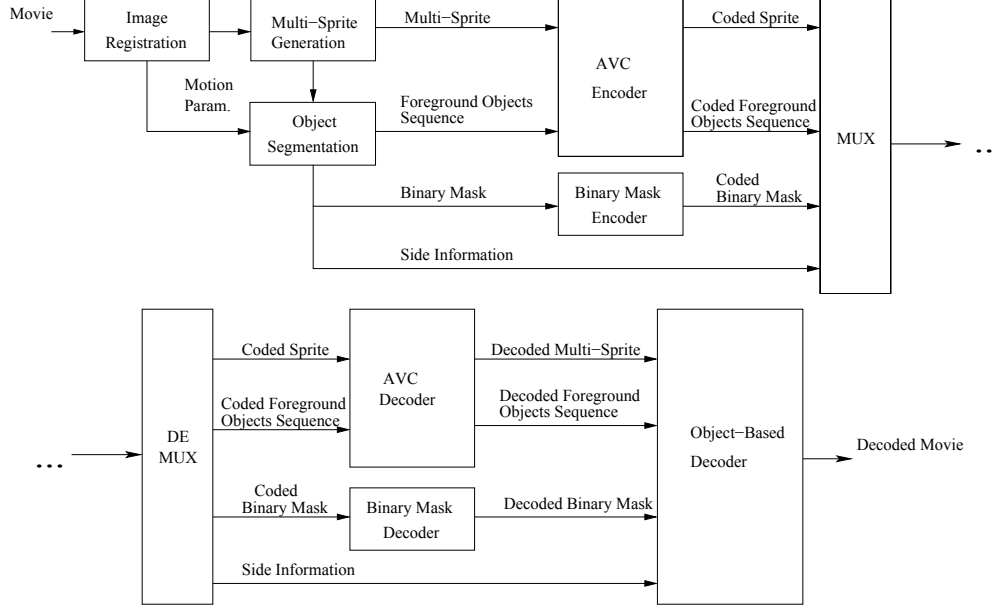 Movie
Image
Registration
Multi−Sprite
Generation
Multi−Sprite
AVC
Encoder
Coded Sprite
MUX
Motion
Param.
Object
Segmentation
Foreground Objects
Sequence
Coded Foreground
Objects Sequence
Binary Mask
Binary Mask
Encoder
Coded
Binary Mask
Side Information
...
...
DE
MUX
Coded Sprite
Coded Foreground
Objects Sequence
AVC
Decoder
Decoded Multi−Sprite
Decoded Foreground
Objects Sequence
Object−Based
Decoder
Decoded Movie
Coded
Binary Mask
Binary Mask
Decoder
Decoded Binary Mask
Side Information